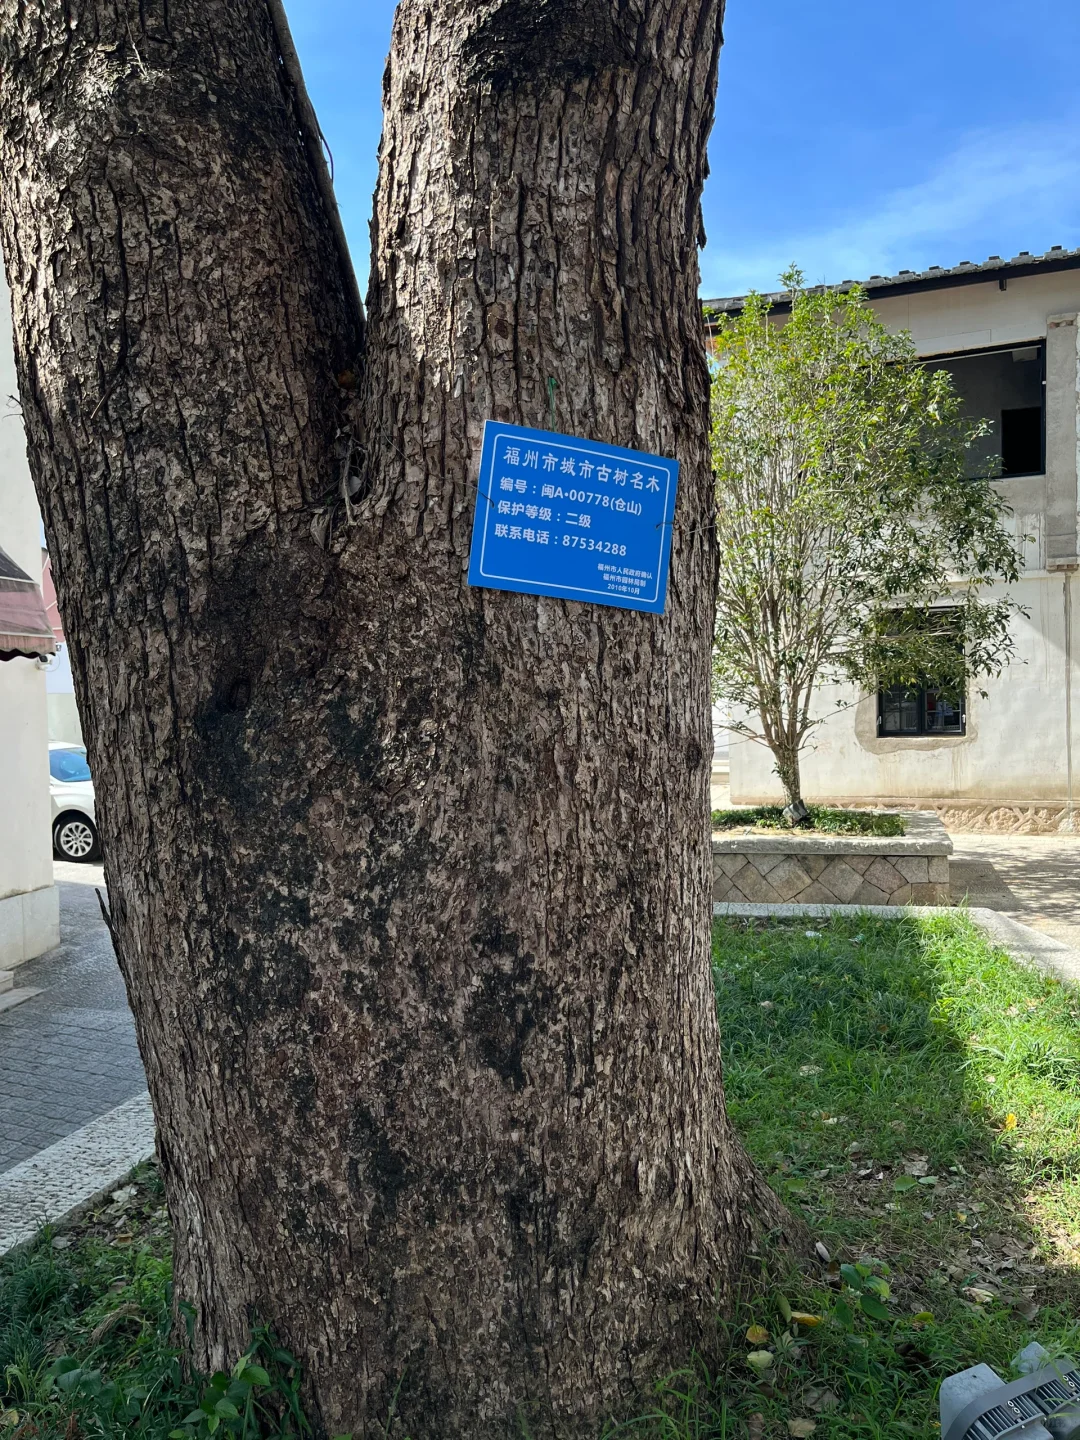 福州市城市古树名木
编号：闽A·00778(仓山)
保护等级：二级
联系电话：87534288
福州市人民政府确认
福州市园林局制
2010年10月